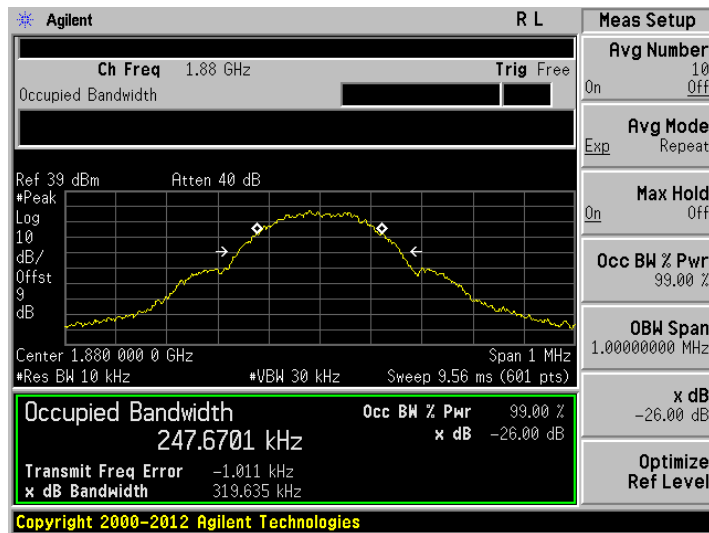 Agilent R L
Ch Freq 1.88 GHz Trig Free
Occupied Bandwidth
Ref 39 dBm Atten 40 dB
#Peak
Log
10
dB/
Offst
9
dB
Center 1.880 000 0 GHz Span 1 MHz
#Res BW 10 kHz #VBW 30 kHz Sweep 9.56 ms (601 pts)
Occupied Bandwidth Occ BW % Pwr 99.00 %
247.6701 kHz x dB -26.00 dB
Transmit Freq Error -1.011 kHz
x dB Bandwidth 319.635 kHz
Copyright 2000-2012 Agilent Technologies
Meas Setup
Avg Number
10
On Off
Avg Mode
Exp Repeat
Max Hold
On Off
Occ BW % Pwr
99.00 %
OBW Span
1.00000000 MHz
x dB
-26.00 dB
Optimize
Ref Level